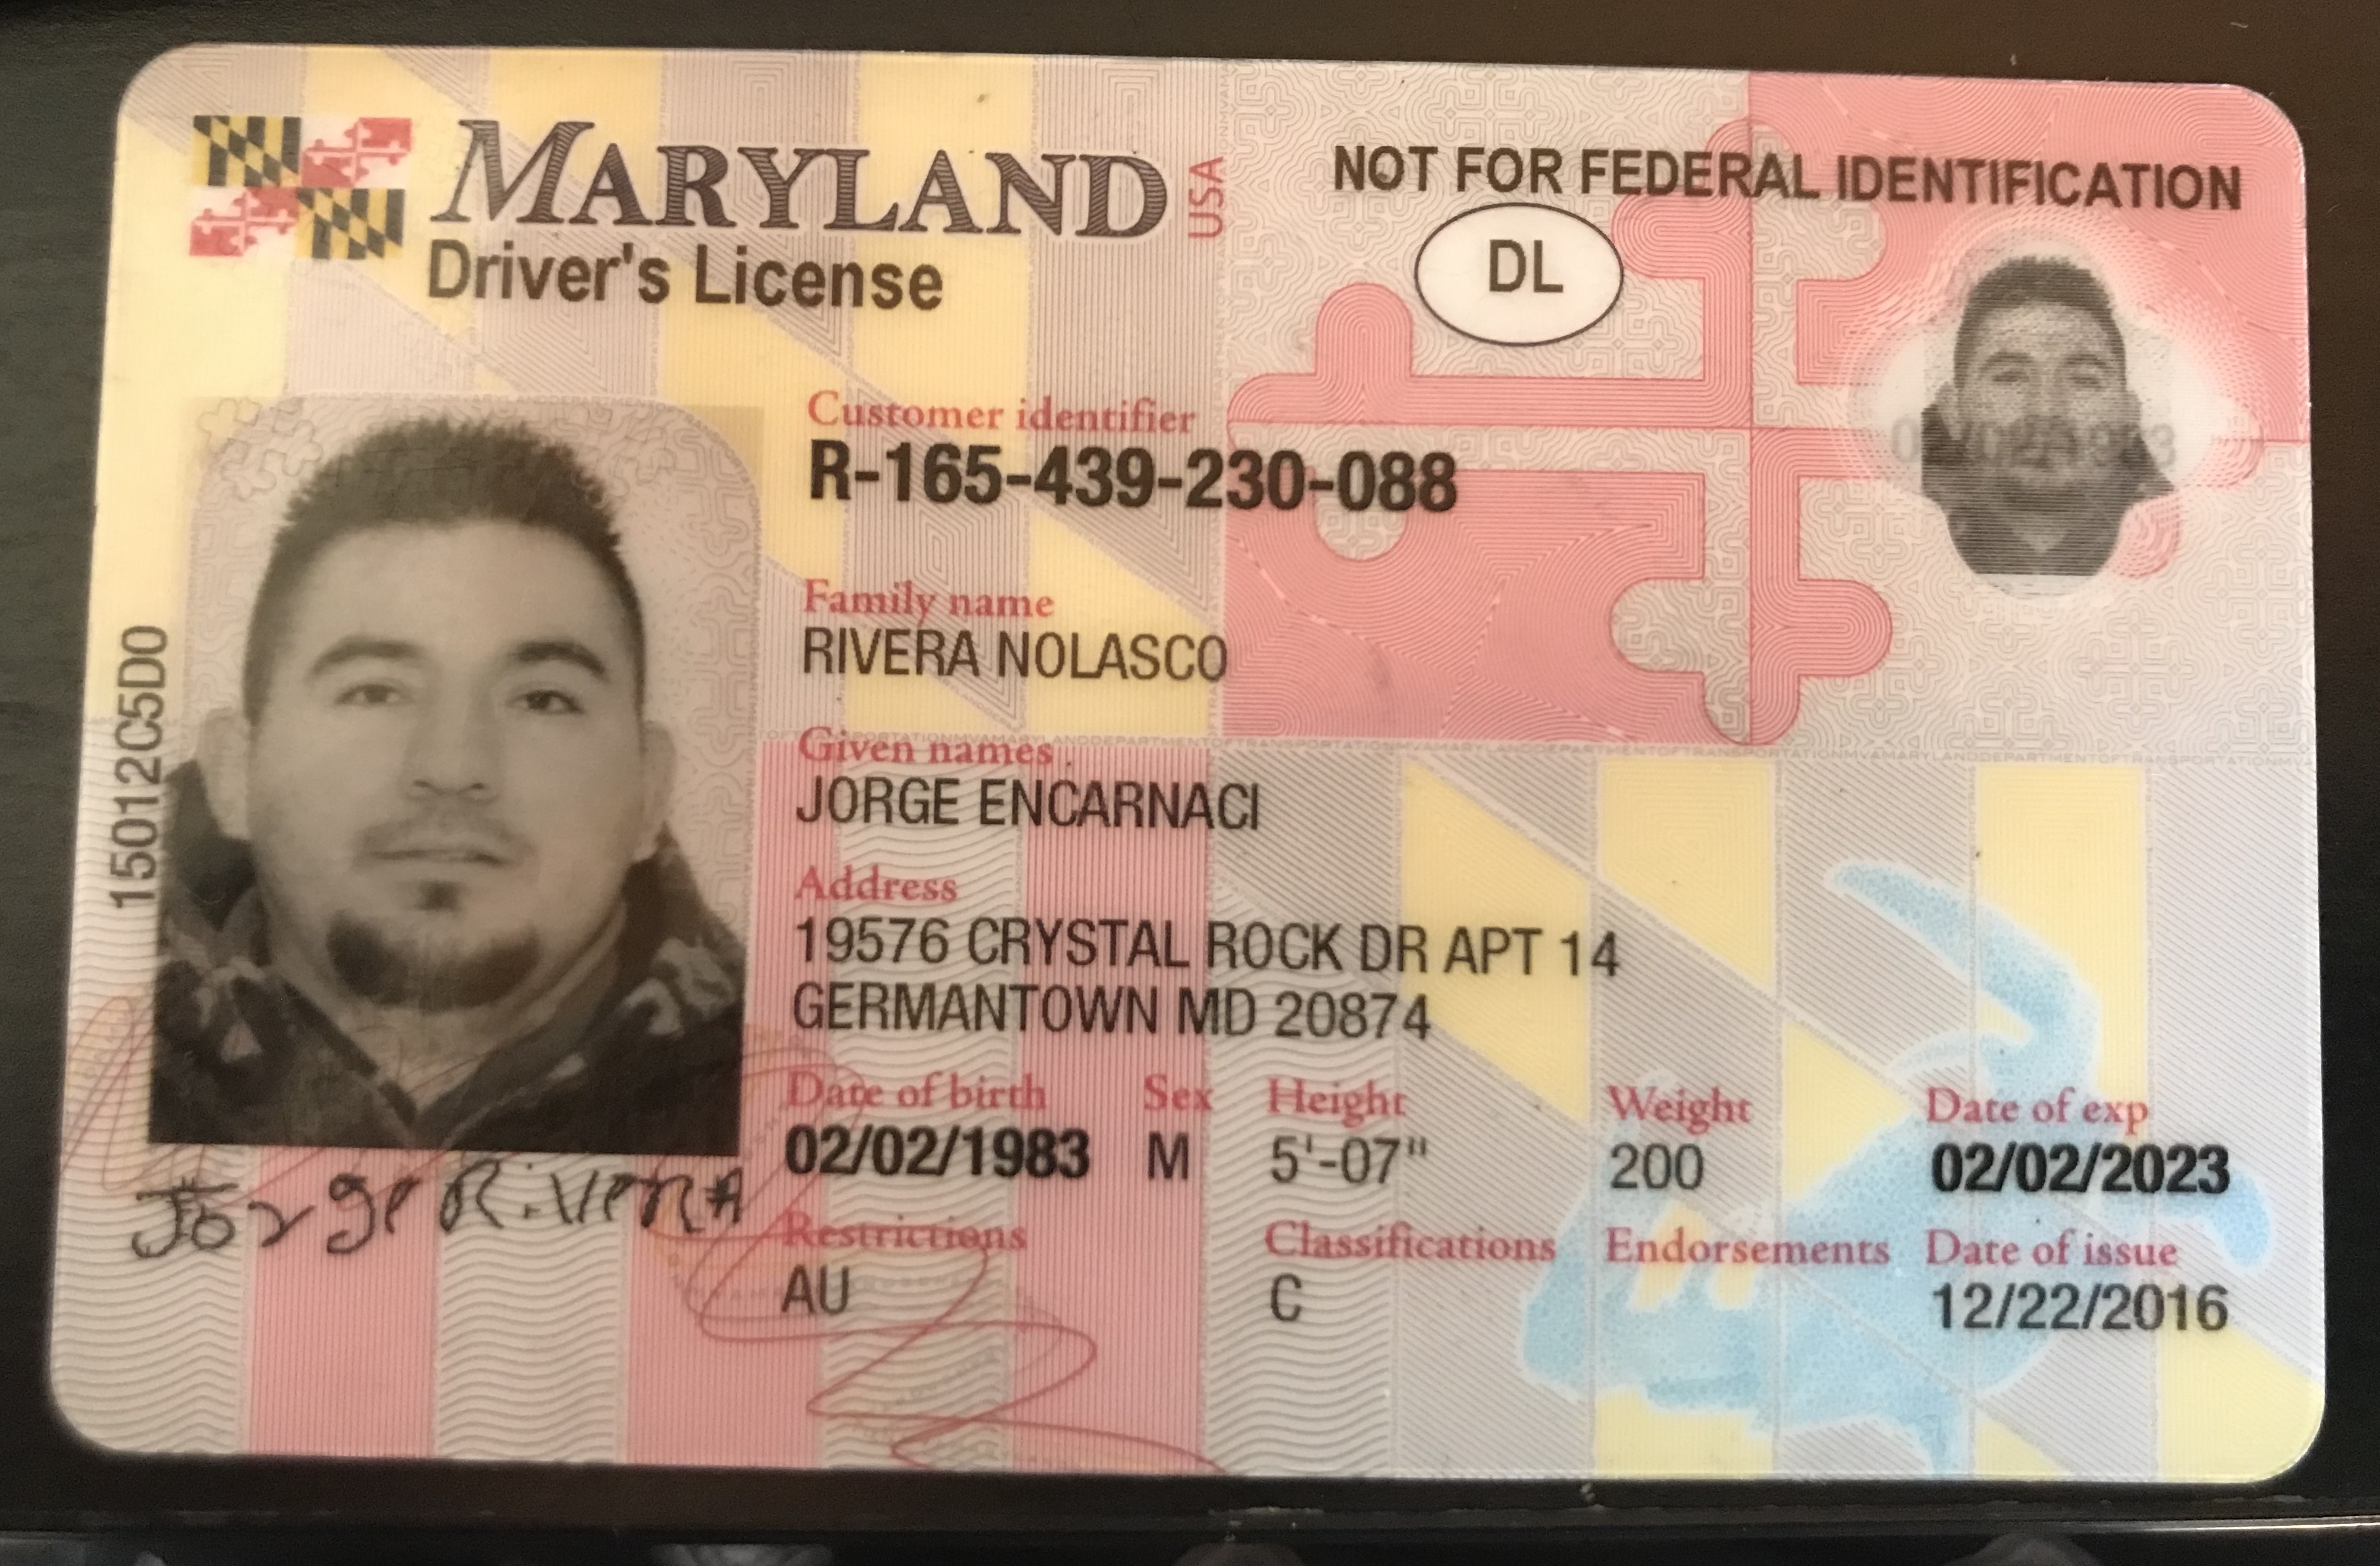 MARYLAND USA
Driver's License
NOT FOR FEDERAL IDENTIFICATION
DL
Customer identifier
R-165-439-230-088
Family name
RIVERA NOLASCO
Given names
JORGE ENCARNACI
Address
19576 CRYSTAL ROCK DR APT 14
GERMANTOWN MD 20874
Date of birth Sex Height Weight Date of exp
02/02/1983 M 5'-07" 200 02/02/2023
Restrictions Classifications Endorsements Date of issue
AU C 12/22/2016
15012C5D0
Jorge Rivera